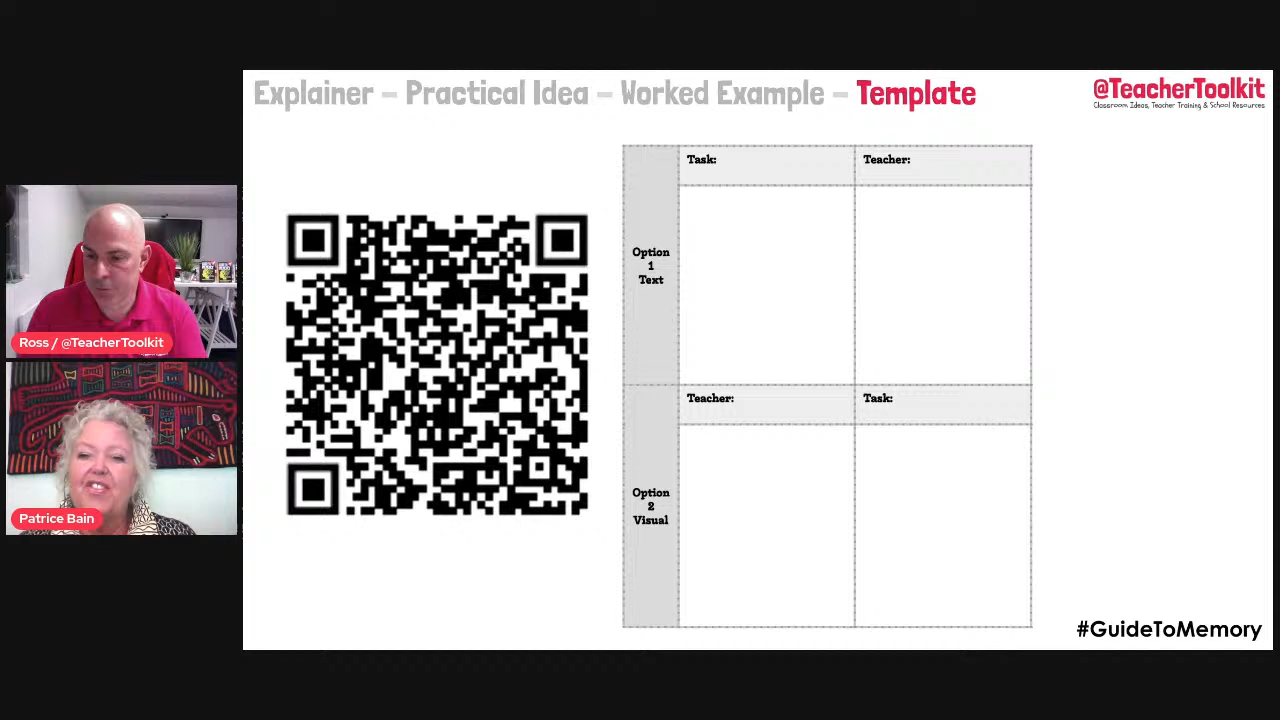 Explainer – Practical Idea – Worked Example – Template
@TeacherToolkit
Classroom Ideas, Teacher Training & School Resources
Task:
Teacher:
Option
1
Text
Teacher:
Task:
Option
2
Visual
Ross / @TeacherToolkit
Patrice Bain
#GuideToMemory